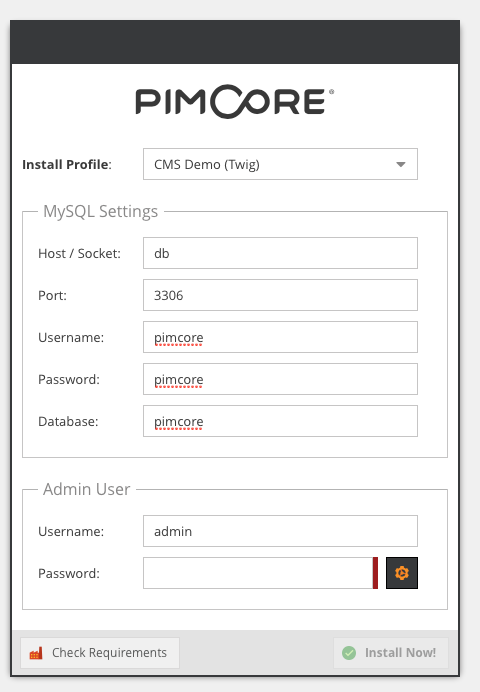 PIMCORE®
Install Profile: CMS Demo (Twig)
MySQL Settings
Host / Socket: db
Port: 3306
Username: pimcore
Password: pimcore
Database: pimcore
Admin User
Username: admin
Password:
Check Requirements Install Now!